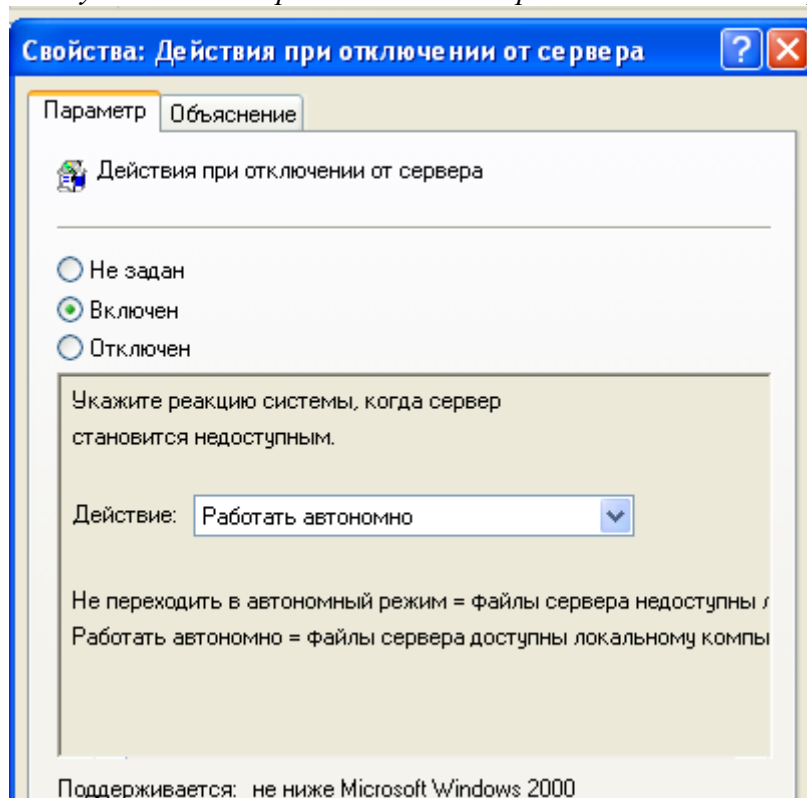 Свойства: Действия при отключении от сервера
Параметр
Объяснение
Действия при отключении от сервера
Не задан
Включен
Отключен
Укажите реакцию системы, когда сервер
становится недоступным.
Действие: Работать автономно
Не переходить в автономный режим = файлы сервера недоступны
Работать автономно = файлы сервера доступны локальному компы
Поддерживается: не ниже Microsoft Windows 2000